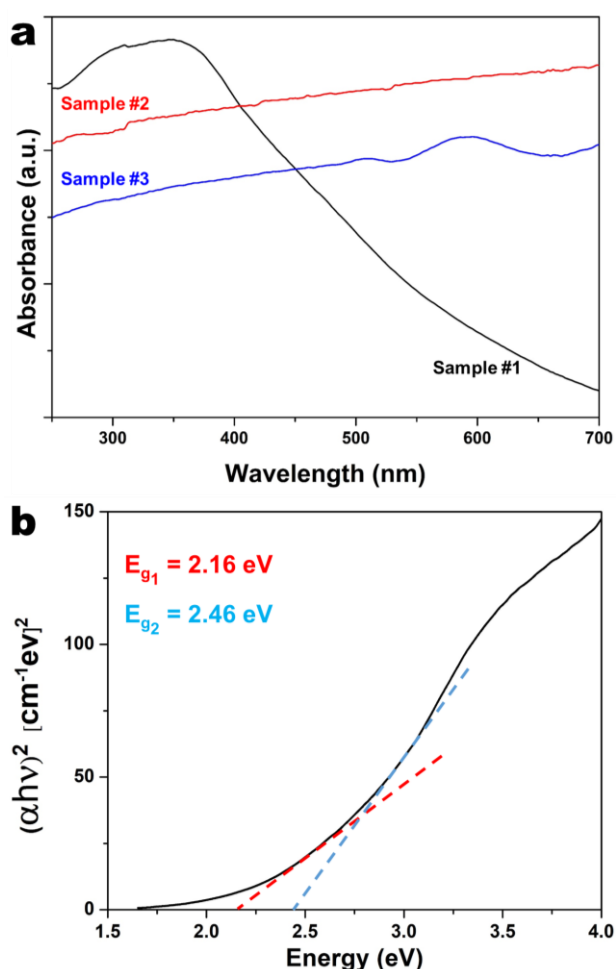 a
Sample #2
Sample #3
Sample #1
Absorbance (a.u.)
300 400 500 600 700
Wavelength (nm)
b
150
100
50
0
E_g₁ = 2.16 eV
E_g₂ = 2.46 eV
(αhν)² [cm⁻¹ev]²
1.5 2.0 2.5 3.0 3.5 4.0
Energy (eV)